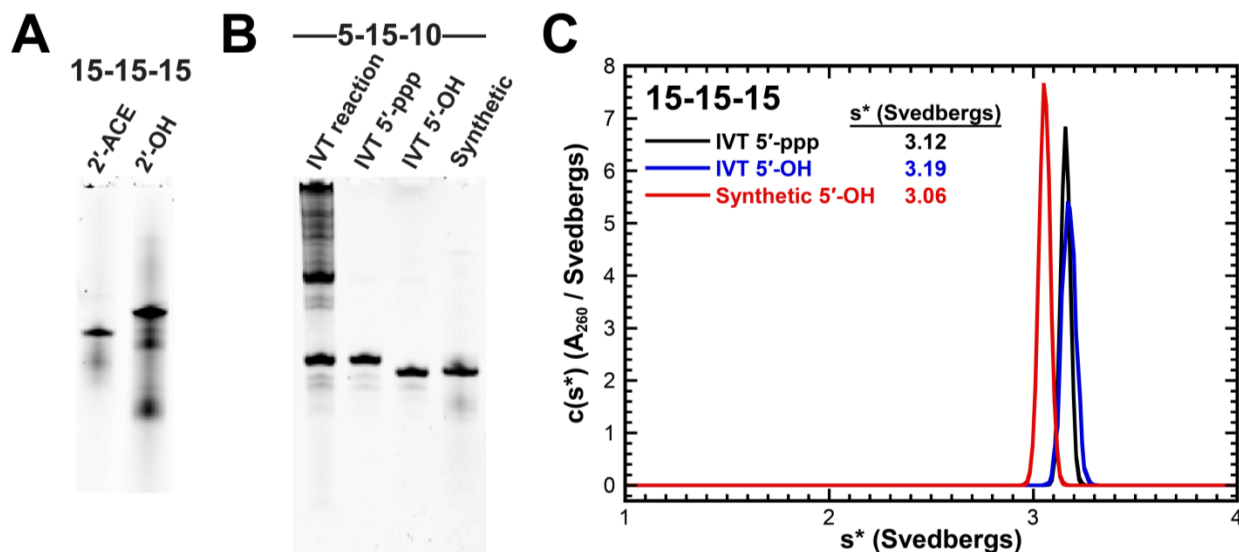 A
15-15-15
2′-ACE
2′-OH
B
5-15-10
IVT reaction
IVT 5′-ppp
IVT 5′-OH
Synthetic
C
15-15-15
s* (Svedbergs)
IVT 5′-ppp 3.12
IVT 5′-OH 3.19
Synthetic 5′-OH 3.06
c(s*) (A260 / Svedbergs)
8
7
6
5
4
3
2
1
0
1 2 3 4
s* (Svedbergs)